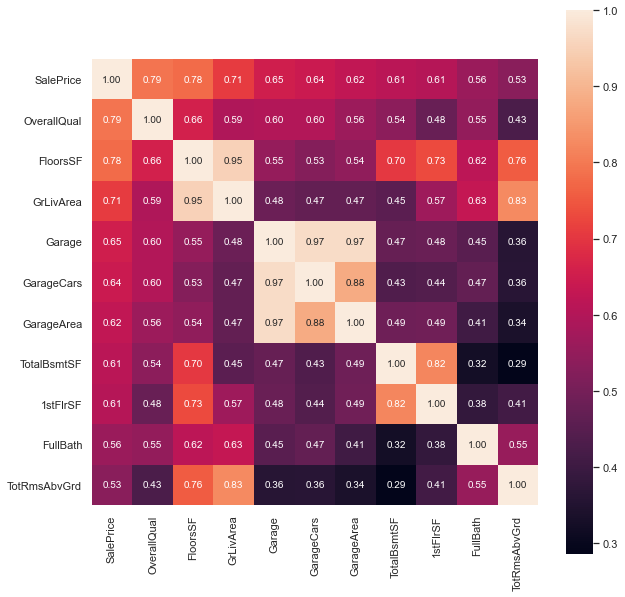 SalePrice 1.00 0.79 0.78 0.71 0.65 0.64 0.62 0.61 0.61 0.56 0.53
OverallQual 0.79 1.00 0.66 0.59 0.60 0.60 0.56 0.54 0.48 0.55 0.43
FloorsSF 0.78 0.66 1.00 0.95 0.55 0.53 0.54 0.70 0.73 0.62 0.76
GrLivArea 0.71 0.59 0.95 1.00 0.48 0.47 0.47 0.45 0.57 0.63 0.83
Garage 0.65 0.60 0.55 0.48 1.00 0.97 0.97 0.47 0.48 0.45 0.36
GarageCars 0.64 0.60 0.53 0.47 0.97 1.00 0.88 0.43 0.44 0.47 0.36
GarageArea 0.62 0.56 0.54 0.47 0.97 0.88 1.00 0.49 0.49 0.41 0.34
TotalBsmtSF 0.61 0.54 0.70 0.45 0.47 0.43 0.49 1.00 0.82 0.32 0.29
1stFlrSF 0.61 0.48 0.73 0.57 0.48 0.44 0.49 0.82 1.00 0.38 0.41
FullBath 0.56 0.55 0.62 0.63 0.45 0.47 0.41 0.32 0.38 1.00 0.55
TotRmsAbvGrd 0.53 0.43 0.76 0.83 0.36 0.36 0.34 0.29 0.41 0.55 1.00
SalePrice
OverallQual
FloorsSF
GrLivArea
Garage
GarageCars
GarageArea
TotalBsmtSF
1stFlrSF
FullBath
TotRmsAbvGrd
1.0
0.9
0.8
0.7
0.6
0.5
0.4
0.3